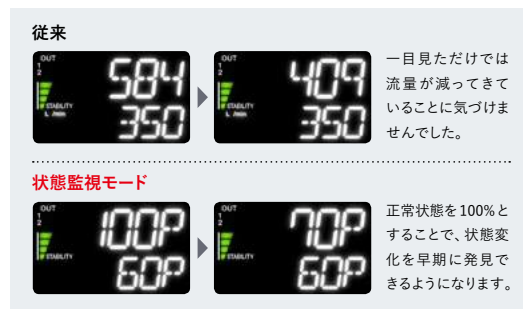 従来
OUT
1
2
584
STABILITY
L /min
350
OUT
1
2
409
STABILITY
L /min
350
一目見ただけでは
流量が減ってきて
いることに気づけま
せんでした。
状態監視モード
OUT
1
2
100P
STABILITY
60P
OUT
1
2
70P
STABILITY
60P
正常状態を100%と
することで、状態変
化を早期に発見で
きるようになります。